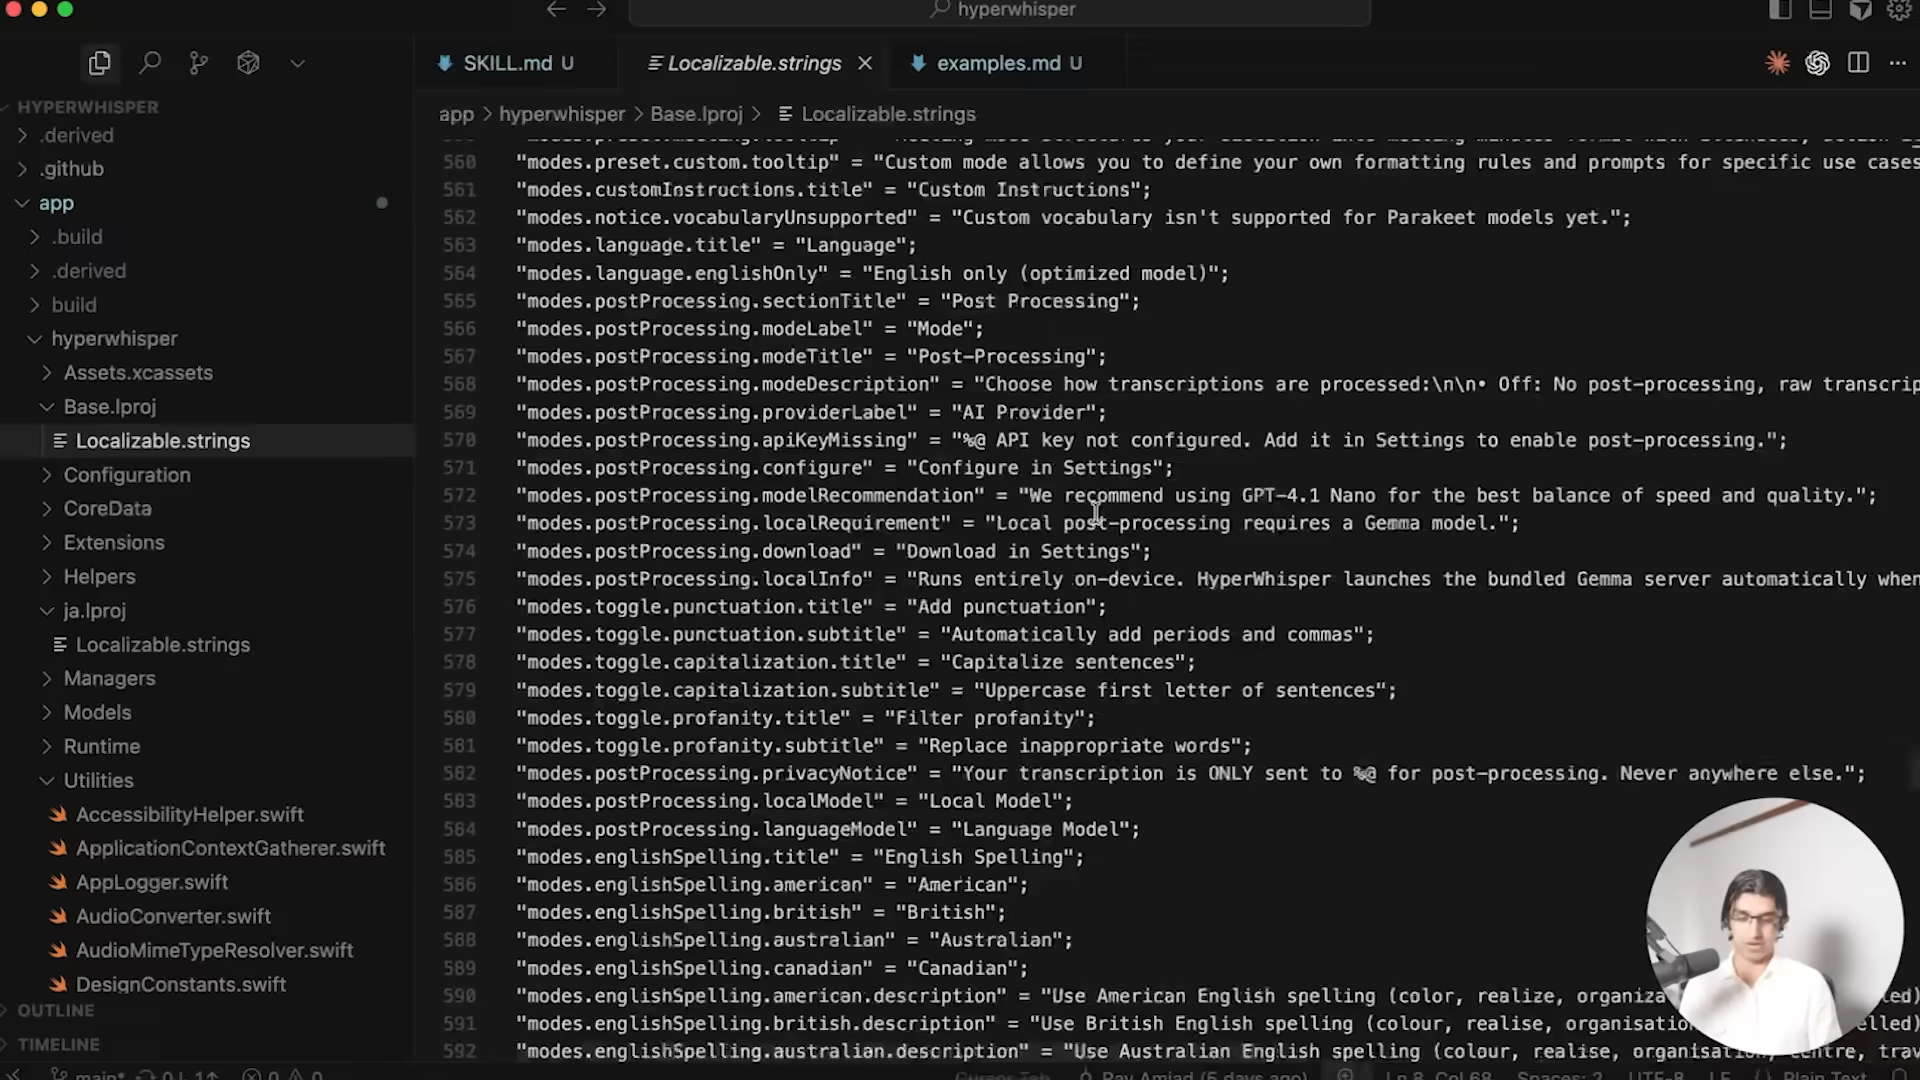 hyperwhisper
SKILL.md U
Localizable.strings
examples.md U
HYPERWHISPER
.derived
.github
app
.build
.derived
build
hyperwhisper
Assets.xcassets
Base.lproj
Localizable.strings
Configuration
CoreData
Extensions
Helpers
ja.lproj
Localizable.strings
Managers
Models
Runtime
Utilities
AccessibilityHelper.swift
ApplicationContextGatherer.swift
AppLogger.swift
AudioConverter.swift
AudioMimeTypeResolver.swift
DesignConstants.swift
OUTLINE
TIMELINE
app > hyperwhisper > Base.lproj > Localizable.strings
560 "modes.preset.custom.tooltip" = "Custom mode allows you to define your own formatting rules and prompts for specific use cases
561 "modes.customInstructions.title" = "Custom Instructions";
562 "modes.notice.vocabularyUnsupported" = "Custom vocabulary isn't supported for Parakeet models yet.";
563 "modes.language.title" = "Language";
564 "modes.language.englishOnly" = "English only (optimized model)";
565 "modes.postProcessing.sectionTitle" = "Post Processing";
566 "modes.postProcessing.modeLabel" = "Mode";
567 "modes.postProcessing.modeTitle" = "Post-Processing";
568 "modes.postProcessing.modeDescription" = "Choose how transcriptions are processed:\n\n• Off: No post-processing, raw transcrip
569 "modes.postProcessing.providerLabel" = "AI Provider";
570 "modes.postProcessing.apiKeyMissing" = "%@ API key not configured. Add it in Settings to enable post-processing.";
571 "modes.postProcessing.configure" = "Configure in Settings";
572 "modes.postProcessing.modelRecommendation" = "We recommend using GPT-4.1 Nano for the best balance of speed and quality.";
573 "modes.postProcessing.localRequirement" = "Local post-processing requires a Gemma model.";
574 "modes.postProcessing.download" = "Download in Settings";
575 "modes.postProcessing.localInfo" = "Runs entirely on-device. HyperWhisper launches the bundled Gemma server automatically when
576 "modes.toggle.punctuation.title" = "Add punctuation";
577 "modes.toggle.punctuation.subtitle" = "Automatically add periods and commas";
578 "modes.toggle.capitalization.title" = "Capitalize sentences";
579 "modes.toggle.capitalization.subtitle" = "Uppercase first letter of sentences";
580 "modes.toggle.profanity.title" = "Filter profanity";
581 "modes.toggle.profanity.subtitle" = "Replace inappropriate words";
582 "modes.postProcessing.privacyNotice" = "Your transcription is ONLY sent to %@ for post-processing. Never anywhere else.";
583 "modes.postProcessing.localModel" = "Local Model";
584 "modes.postProcessing.languageModel" = "Language Model";
585 "modes.englishSpelling.title" = "English Spelling";
586 "modes.englishSpelling.american" = "American";
587 "modes.englishSpelling.british" = "British";
588 "modes.englishSpelling.australian" = "Australian";
589 "modes.englishSpelling.canadian" = "Canadian";
590 "modes.englishSpelling.american.description" = "Use American English spelling (color, realize, organiza
591 "modes.englishSpelling.british.description" = "Use British English spelling (colour, realise, organisatio
592 "modes.englishSpelling.australian.description" = "Use Australian English spelling (colour, realise, organisation, centre, trav